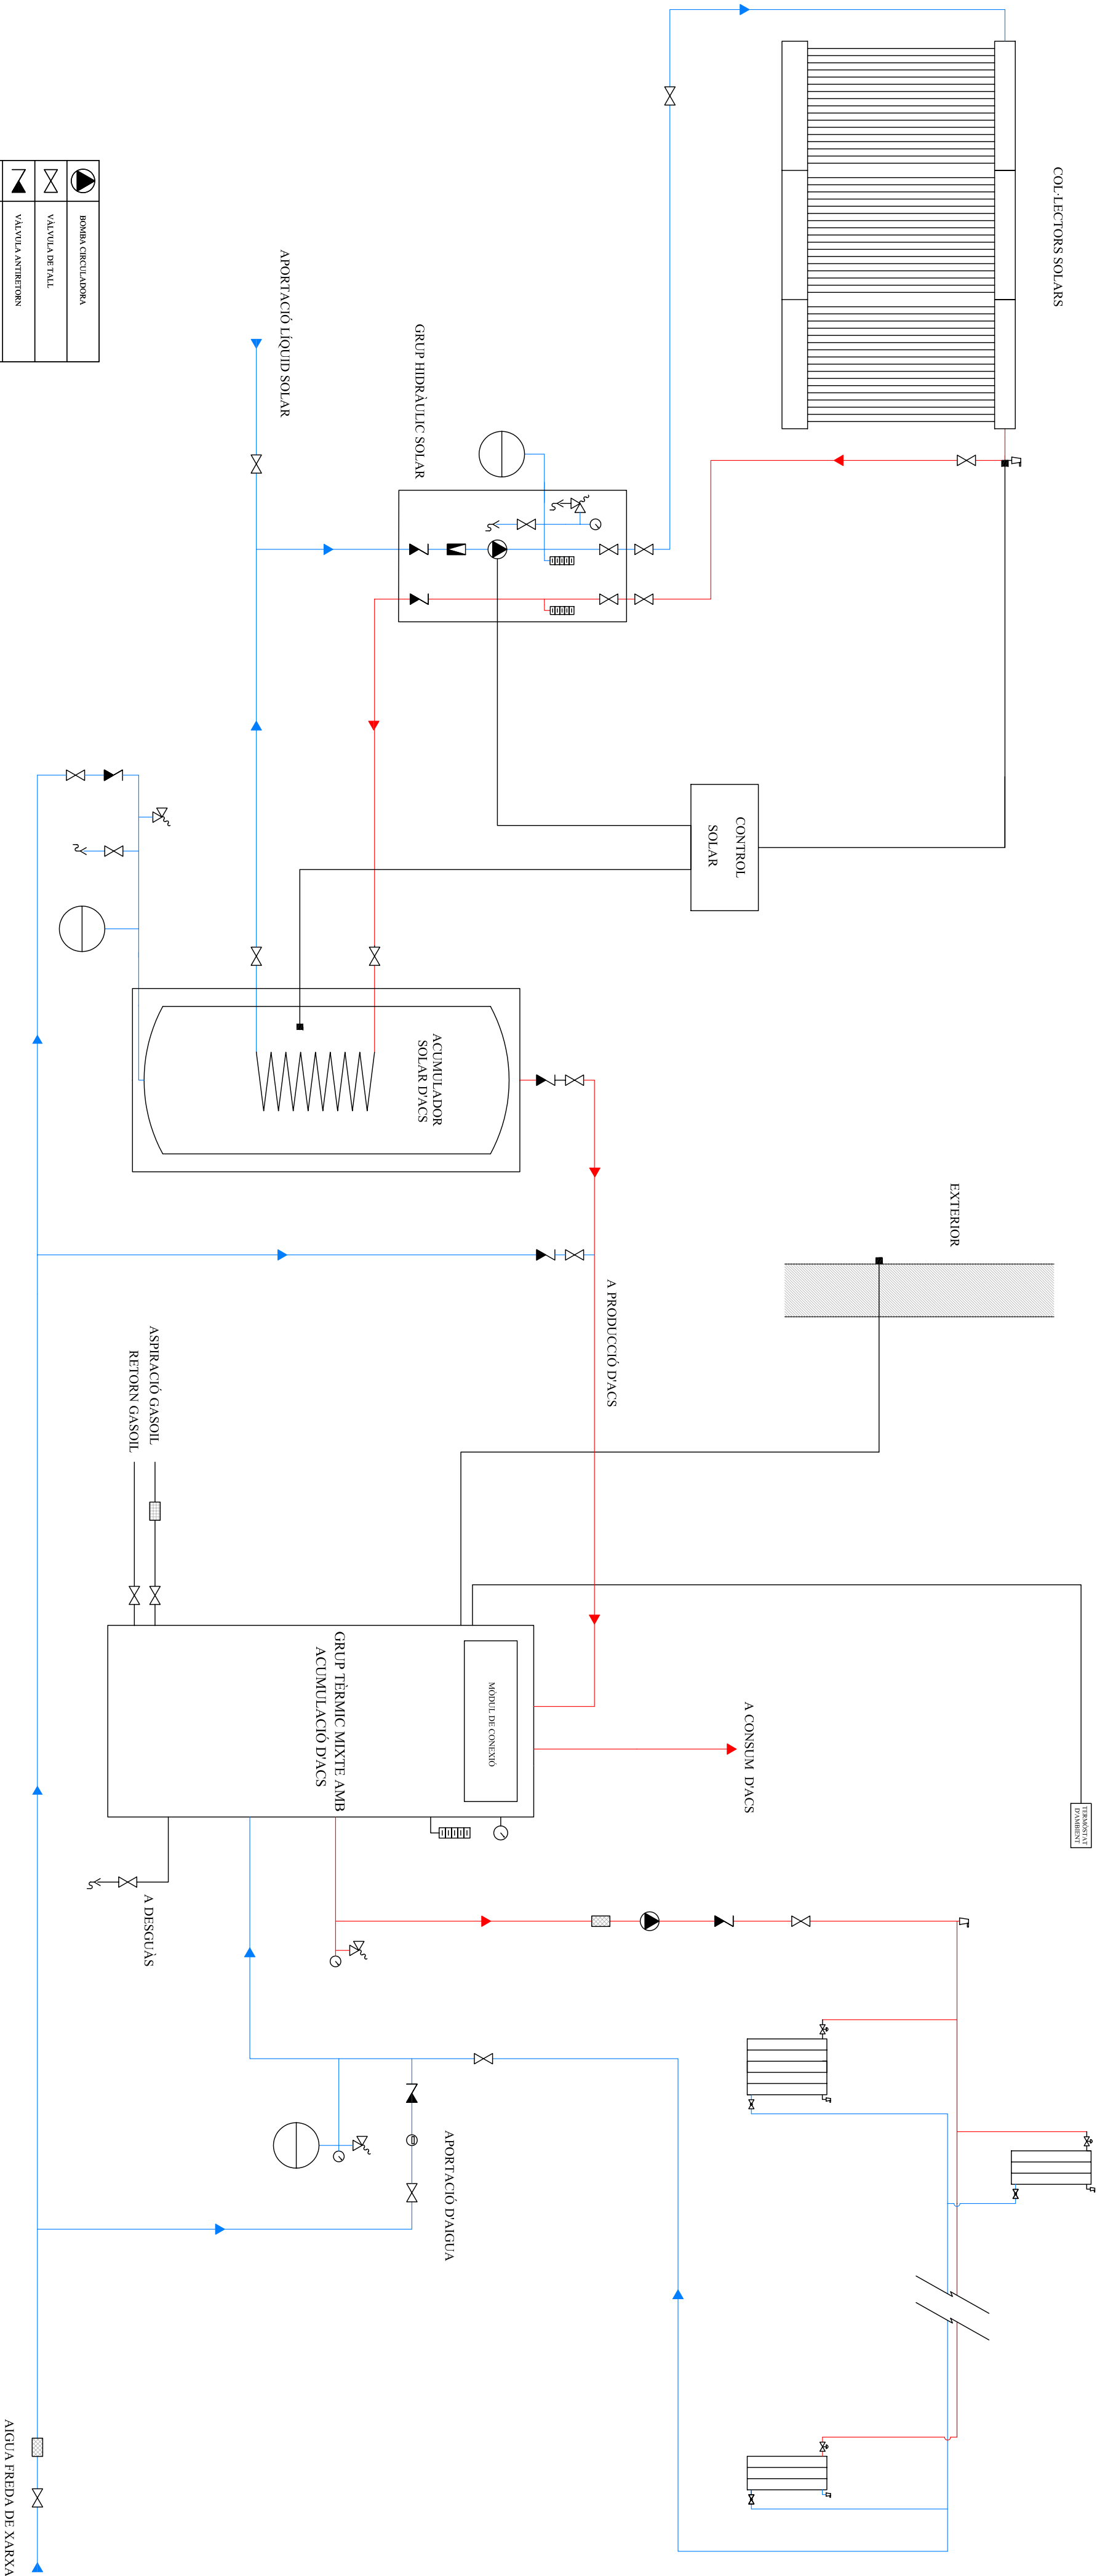 COL·LECTORS SOLARS
GRUP HIDRÀULIC SOLAR
APORTACIÓ LÍQUID SOLAR
BOMBA CIRCULADORA
VÀLVULA DE TALL
VÀLVULA ANTIRETORN
CONTROL
SOLAR
ACUMULADOR
SOLAR D'ACS
EXTERIOR
A PRODUCCIÓ D'ACS
ASPIRACIÓ GASOIL
RETORN GASOIL
MÒDUL DE CONEXIÓ
GRUP TÈRMIC MIXTE AMB
ACUMULACIÓ D'ACS
A CONSUM D'ACS
TERMÒSTAT
D'AMBIENT
A DESGUÀS
APORTACIÓ D'AIGUA
AIGUA FREDA DE XARXA